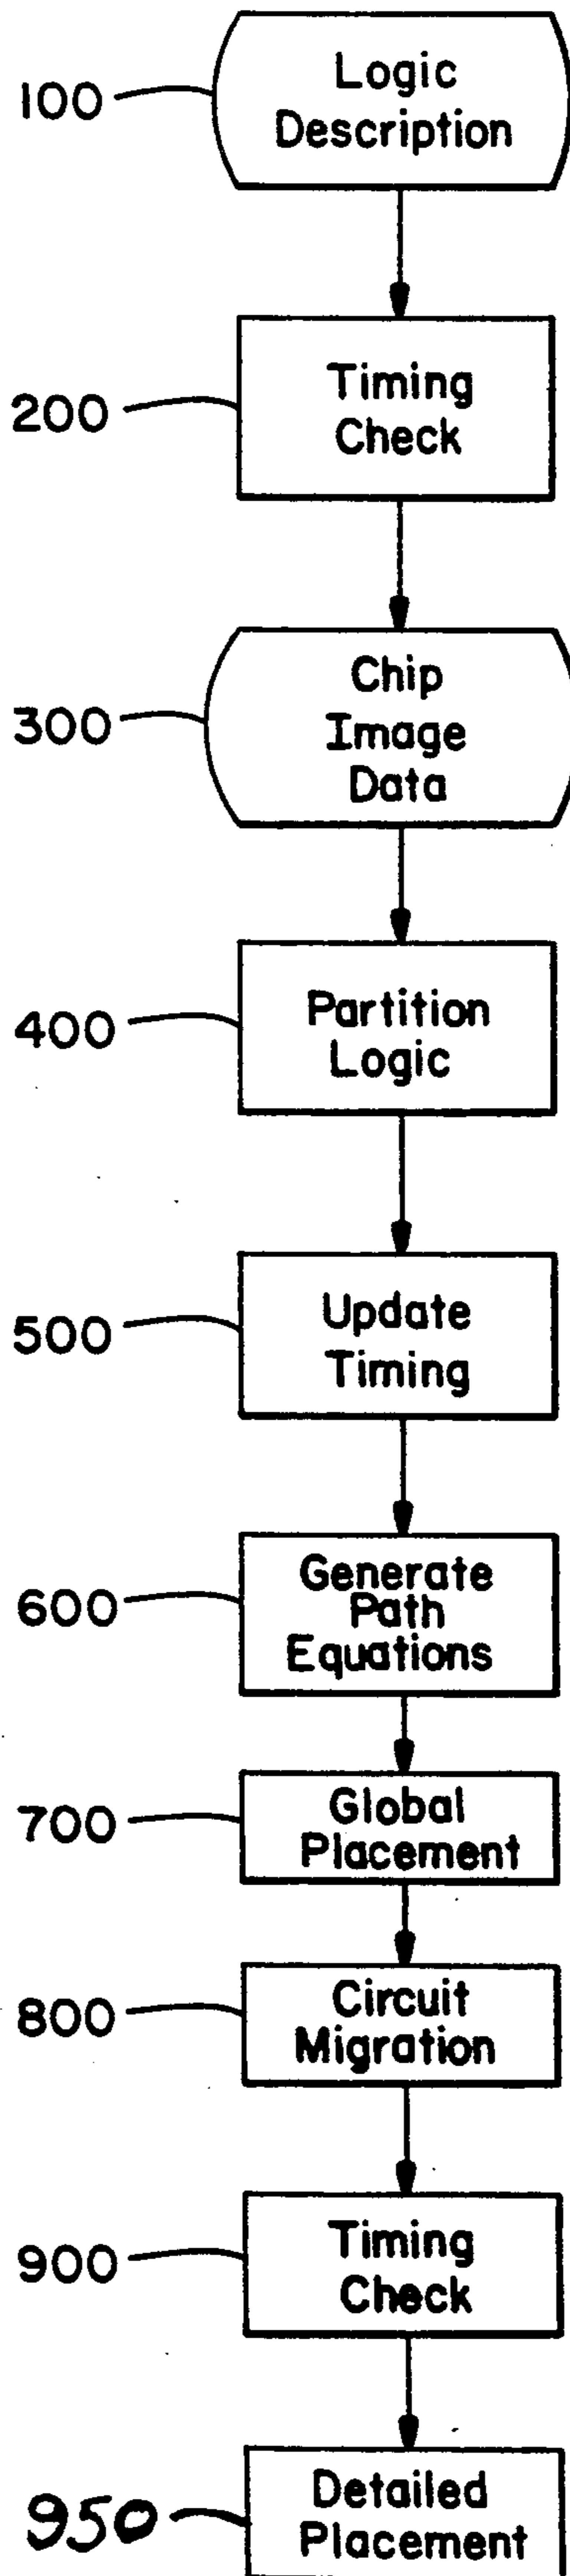 100
Logic
Description
200
Timing
Check
300
Chip
Image
Data
400
Partition
Logic
500
Update
Timing
600
Generate
Path
Equations
700
Global
Placement
800
Circuit
Migration
900
Timing
Check
950
Detailed
Placement